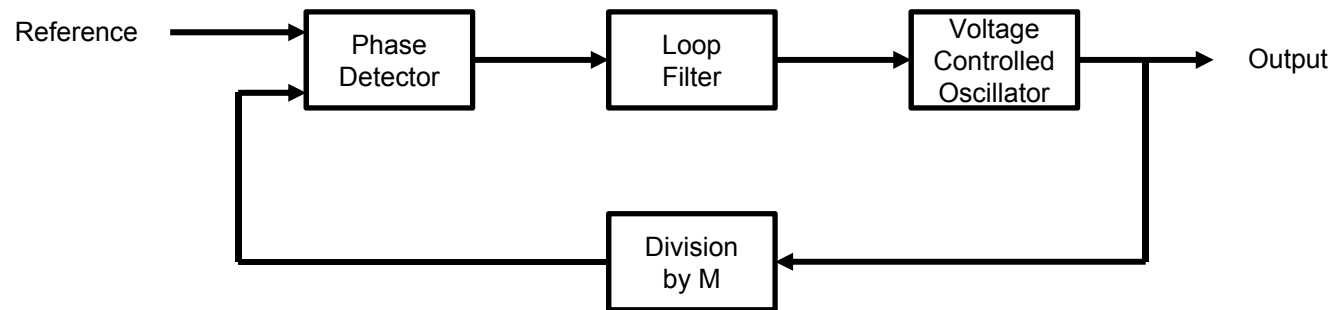 Reference
Phase
Detector
Loop
Filter
Voltage
Controlled
Oscillator
Output
Division
by M